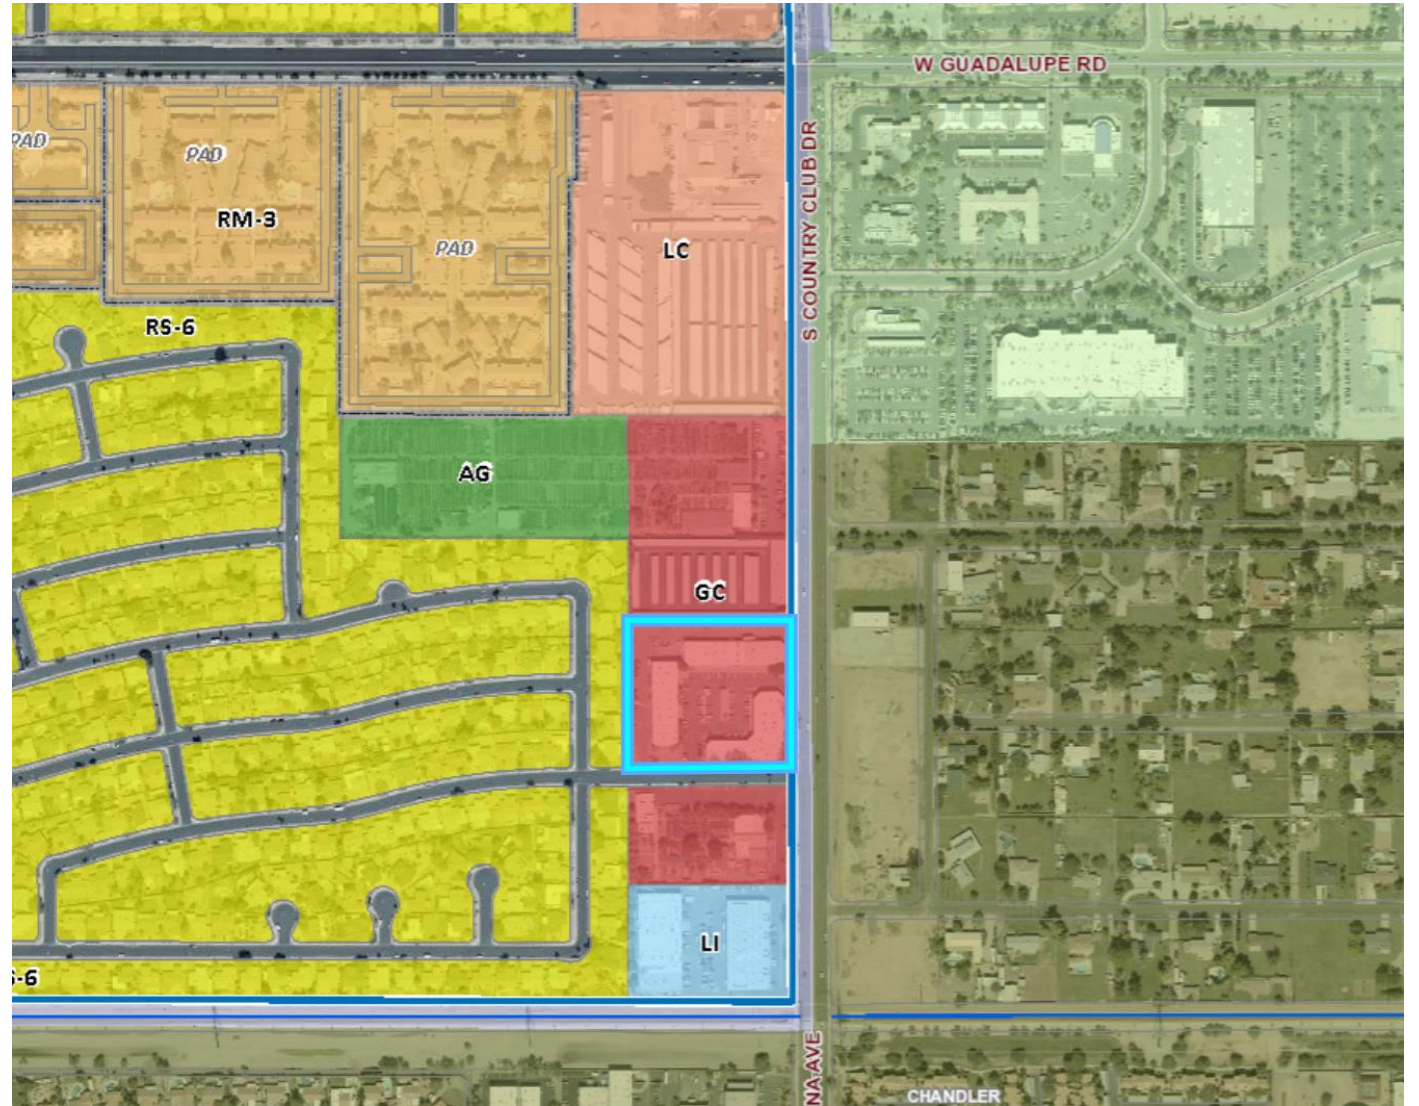 W GUADALUPE RD
PAD
PAD
RM-3
PAD
LC
S COUNTRY CLUB DR
RS-6
AG
GC
LI
-6
NA AVE
CHANDLER